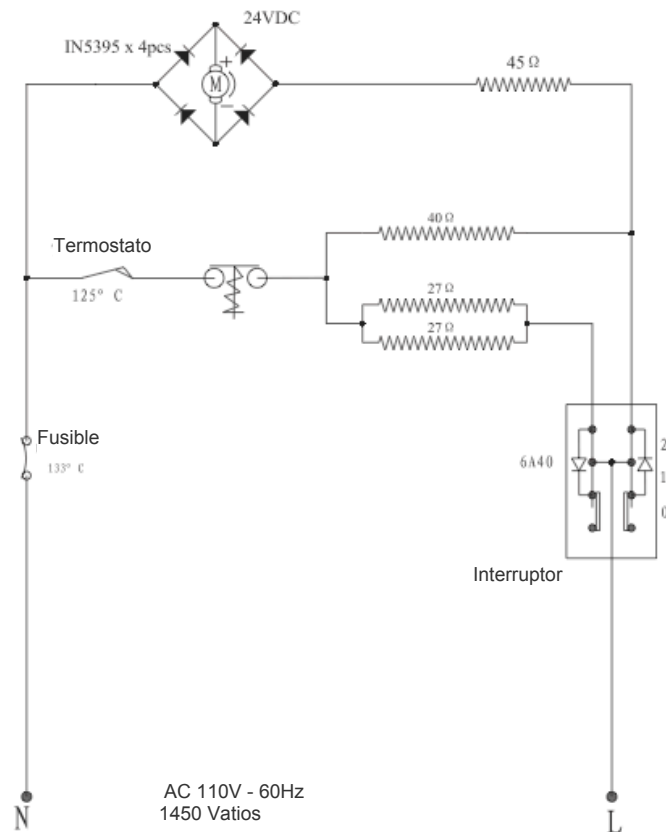 24VDC
IN5395 x 4pcs
+
M
−
45 Ω
40 Ω
Termostato
125° C
27 Ω
27 Ω
Fusible
133° C
6A40
2
1
0
Interruptor
AC 110V - 60Hz
1450 Vatios
N
L